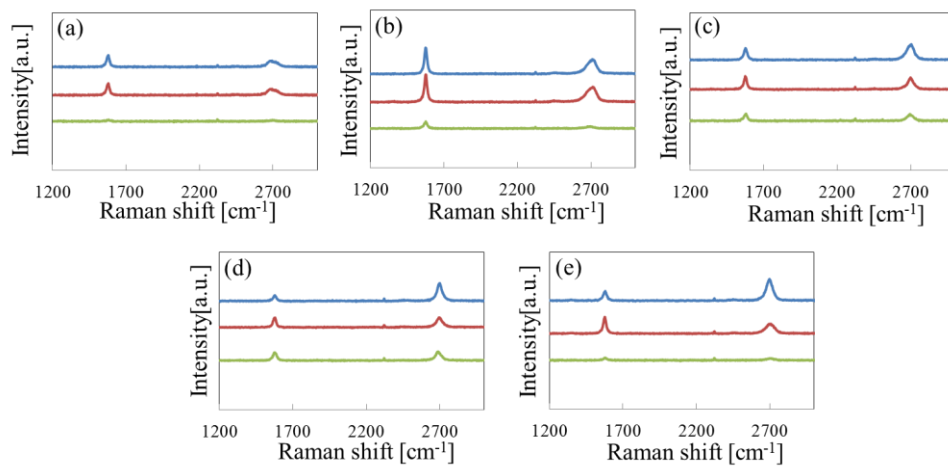 (a)
Intensity[a.u.]
1200 1700 2200 2700
Raman shift [cm-1]
(b)
Intensity[a.u.]
1200 1700 2200 2700
Raman shift [cm-1]
(c)
Intensity[a.u.]
1200 1700 2200 2700
Raman shift [cm-1]
(d)
Intensity[a.u.]
1200 1700 2200 2700
Raman shift [cm-1]
(e)
Intensity[a.u.]
1200 1700 2200 2700
Raman shift [cm-1]